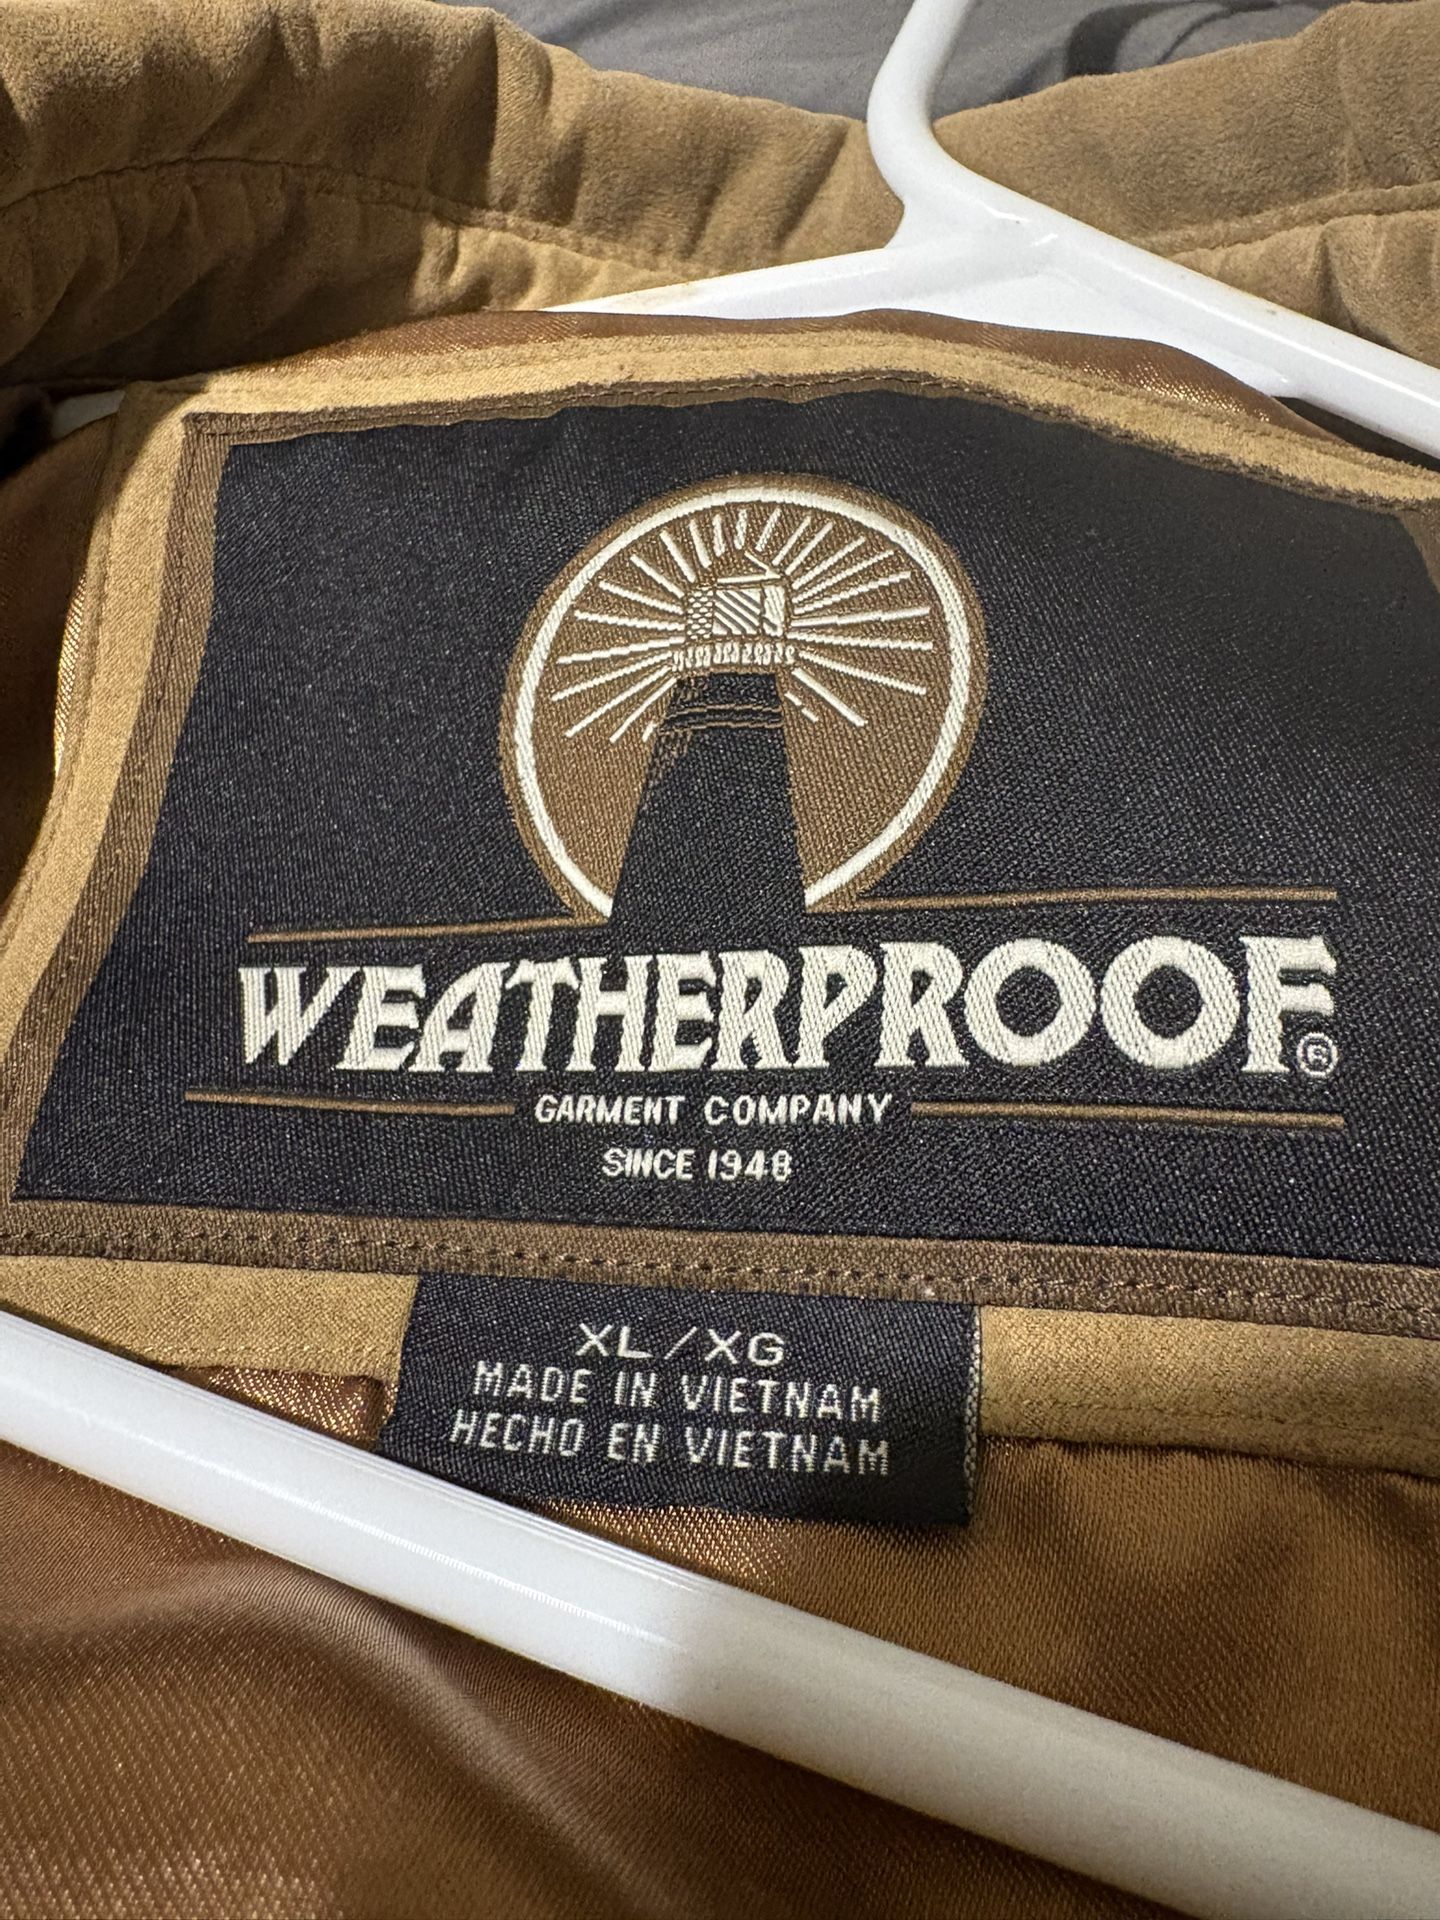 WEATHERPROOF®
GARMENT COMPANY
SINCE 1948
XL/XG
MADE IN VIETNAM
HECHO EN VIETNAM